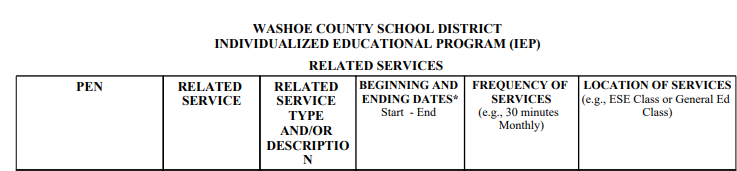 WASHOE COUNTY SCHOOL DISTRICT
INDIVIDUALIZED EDUCATIONAL PROGRAM (IEP)
RELATED SERVICES
PEN
RELATED
SERVICE
RELATED
SERVICE
TYPE
AND/OR
DESCRIPTIO
N
BEGINNING AND
ENDING DATES*
Start - End
FREQUENCY OF
SERVICES
(e.g., 30 minutes
Monthly)
LOCATION OF SERVICES
(e.g., ESE Class or General Ed
Class)